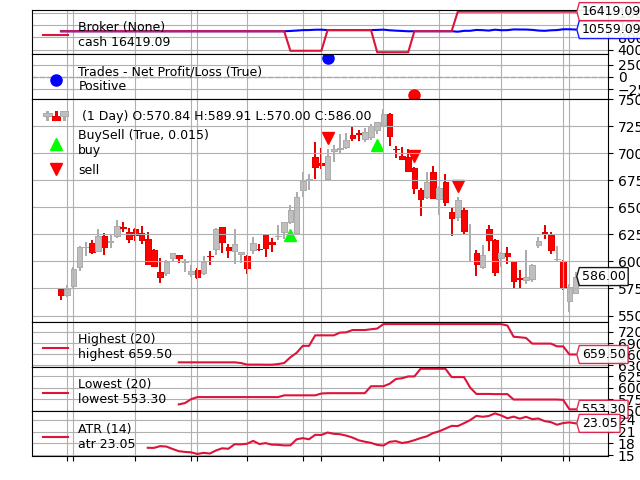 Broker (None)
cash 16419.09
16419.09
10559.09
400
Trades - Net Profit/Loss (True)
Positive
250
0
−25
750
(1 Day) O:570.84 H:589.91 L:570.00 C:586.00
BuySell (True, 0.015)
buy
sell
725
700
675
650
625
600
586.00
575
550
Highest (20)
highest 659.50
720
690
659.50
630
Lowest (20)
lowest 553.30
625
600
575
553.30
ATR (14)
atr 23.05
24
23.05
21
18
15